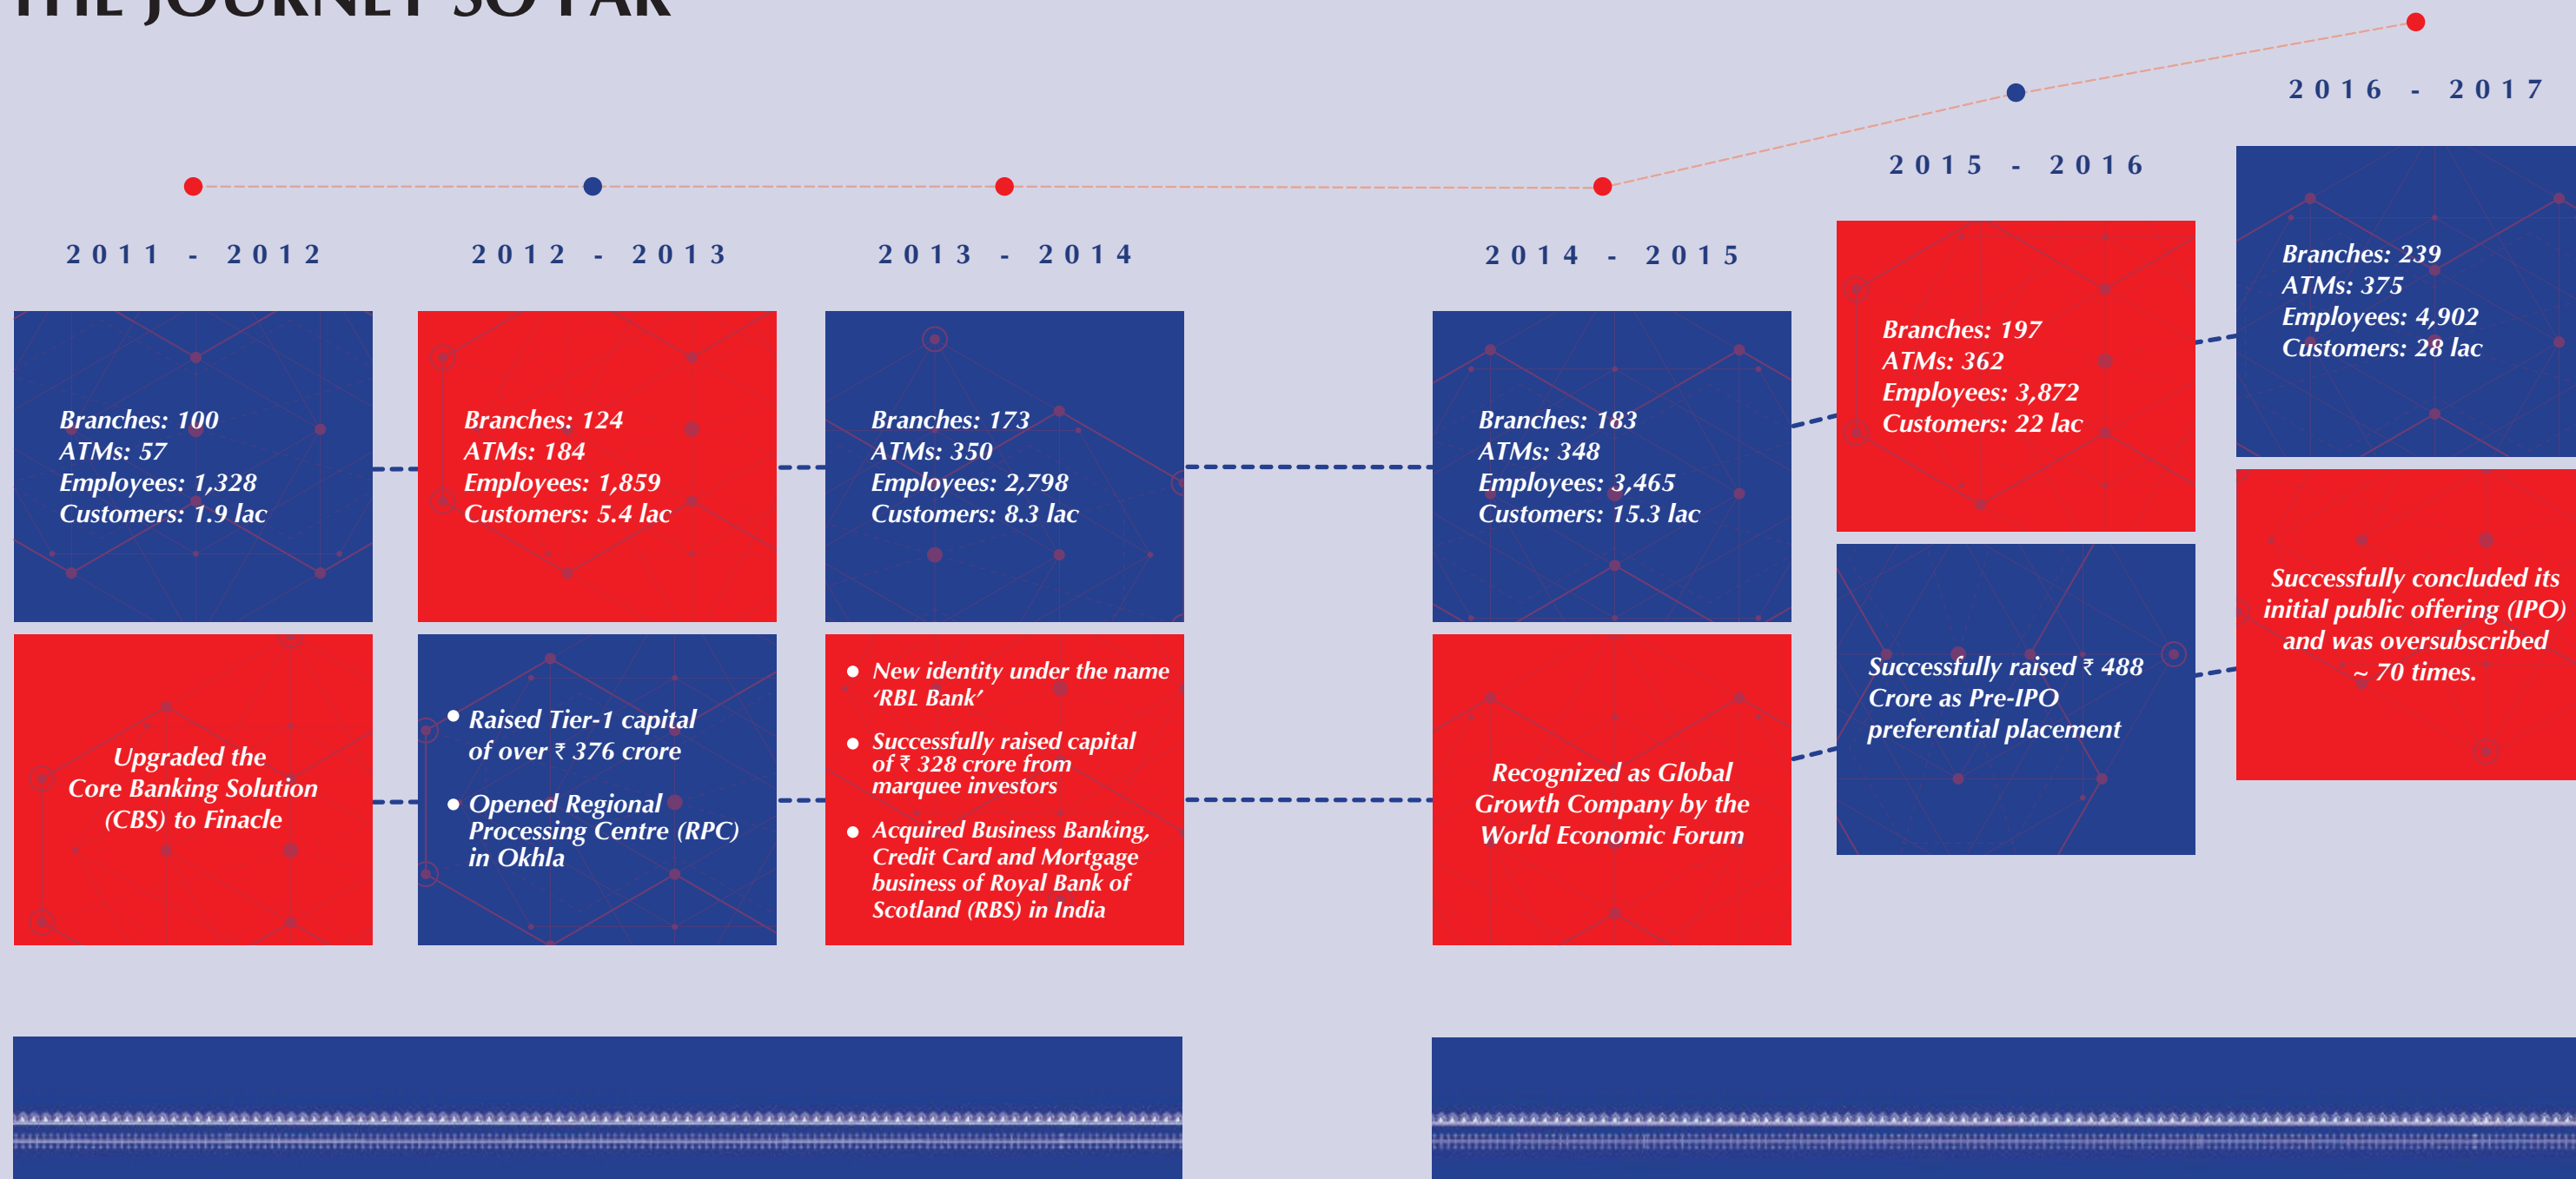 THE JOURNEY SO FAR
2011 - 2012
Branches: 100
ATMs: 57
Employees: 1,328
Customers: 1.9 lac
Upgraded the
Core Banking Solution
(CBS) to Finacle
2012 - 2013
Branches: 124
ATMs: 184
Employees: 1,859
Customers: 5.4 lac
● Raised Tier-1 capital
of over ₹ 376 crore
● Opened Regional
Processing Centre (RPC)
in Okhla
2013 - 2014
Branches: 173
ATMs: 350
Employees: 2,798
Customers: 8.3 lac
● New identity under the name
‘RBL Bank’
● Successfully raised capital
of ₹ 328 crore from
marquee investors
● Acquired Business Banking,
Credit Card and Mortgage
business of Royal Bank of
Scotland (RBS) in India
2014 - 2015
Branches: 183
ATMs: 348
Employees: 3,465
Customers: 15.3 lac
Recognized as Global
Growth Company by the
World Economic Forum
2015 - 2016
Branches: 197
ATMs: 362
Employees: 3,872
Customers: 22 lac
Successfully raised ₹ 488
Crore as Pre-IPO
preferential placement
2016 - 2017
Branches: 239
ATMs: 375
Employees: 4,902
Customers: 28 lac
Successfully concluded its
initial public offering (IPO)
and was oversubscribed
~ 70 times.